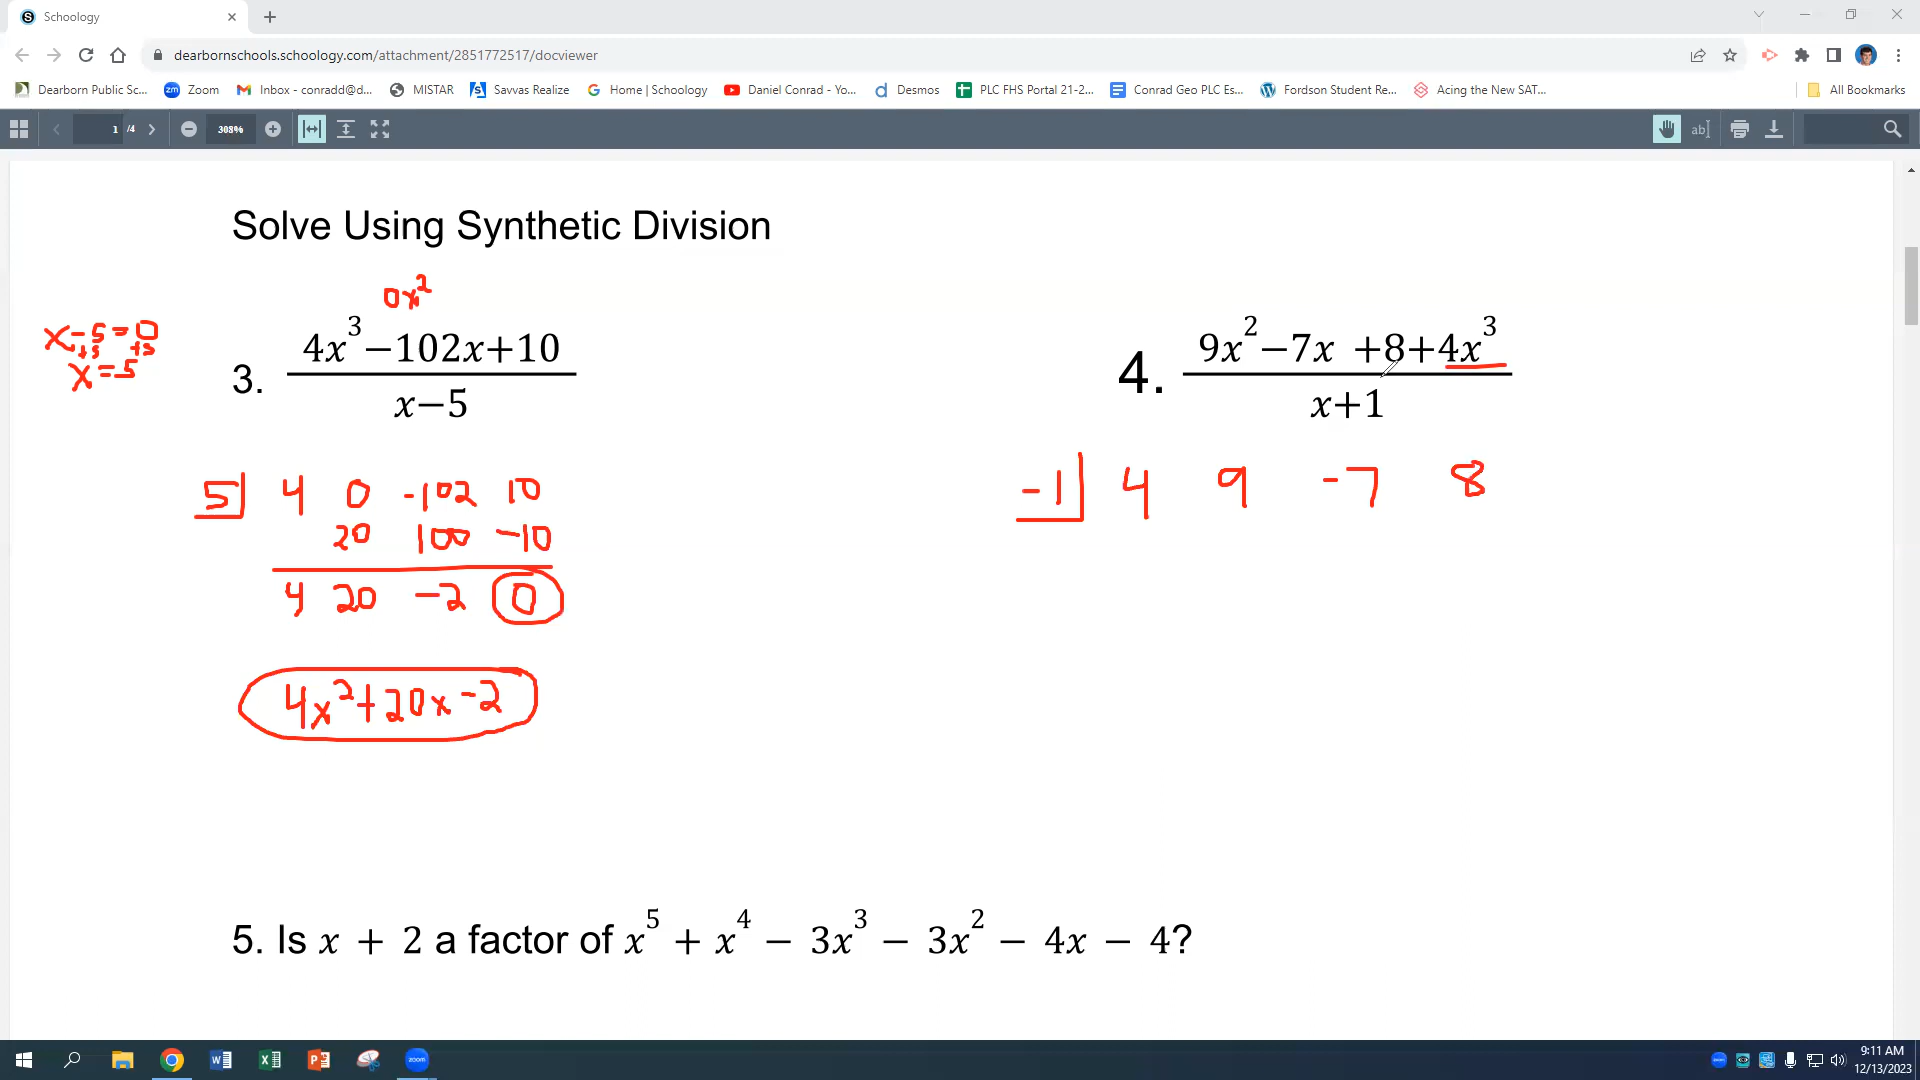 Schoology
dearbornschools.schoology.com/attachment/2851772517/docviewer
Dearborn Public Sc... Zoom Inbox - conradd@d... MISTAR Savvas Realize Home | Schoology Daniel Conrad - Yo... Desmos PLC FHS Portal 21-2... Conrad Geo PLC Es... Fordson Student Re... Acing the New SAT... All Bookmarks
1 /4 308%
Solve Using Synthetic Division
0x²
x-5=0
+5 +5
x=5
3. 4x³−102x+10
x−5
4. 9x²−7x +8+4x³
x+1
5 4 0 -102 10
20 100 -10
4 20 -2 0
4x²+20x-2
-1 4 9 -7 8
5. Is x + 2 a factor of x⁵ + x⁴ − 3x³ − 3x² − 4x − 4?
zoom
9:11 AM
12/13/2023